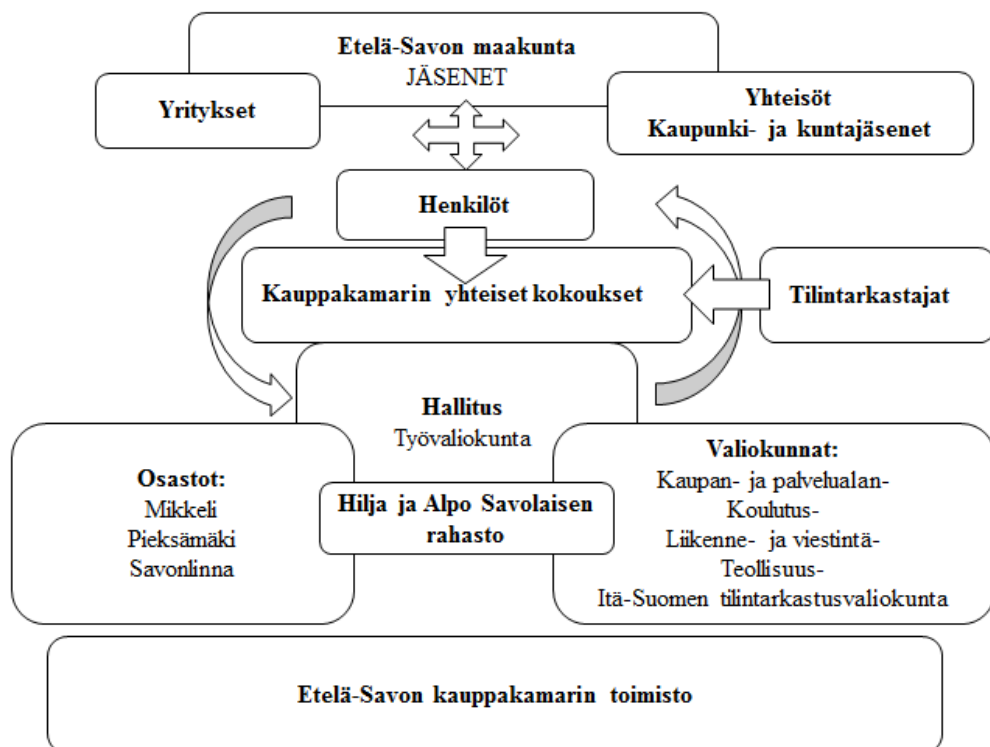 Etelä-Savon maakunta
JÄSENET
Yritykset
Yhteisöt
Kaupunki- ja kuntajäsenet
Henkilöt
Kauppakamarin yhteiset kokoukset
Tilintarkastajat
Hallitus
Työvaliokunta
Osastot:
Mikkeli
Pieksämäki
Savonlinna
Hilja ja Alpo Savolaisen
rahasto
Valiokunnat:
Kaupan- ja palvelualan-
Koulutus-
Liikenne- ja viestintä-
Teollisuus-
Itä-Suomen tilintarkastusvaliokunta
Etelä-Savon kauppakamarin toimisto